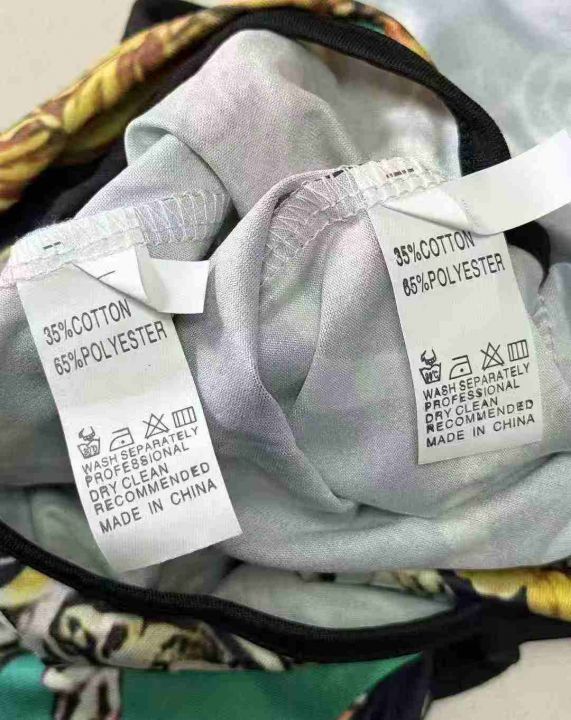 35%COTTON
65%POLYESTER
WASH SEPARATELY
PROFESSIONAL
DRY CLEAN
RECOMMENDED
MADE IN CHINA
35%COTTON
65%POLYESTER
WASH SEPARATELY
PROFESSIONAL
DRY CLEAN
RECOMMENDED
MADE IN CHINA